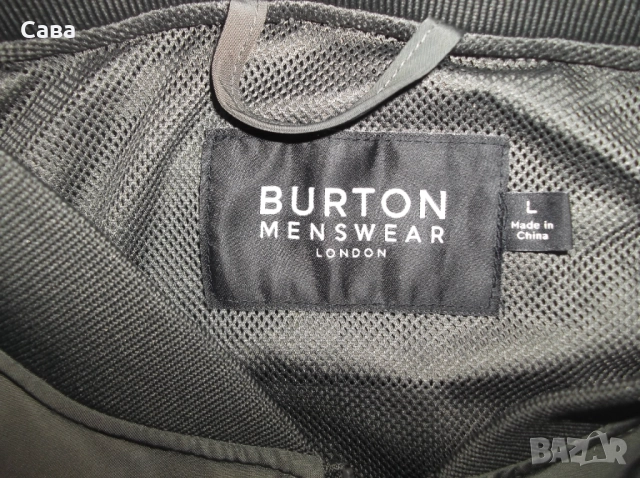 Сава
BURTON
MENSWEAR
LONDON
L
Made in
China
BAZAR